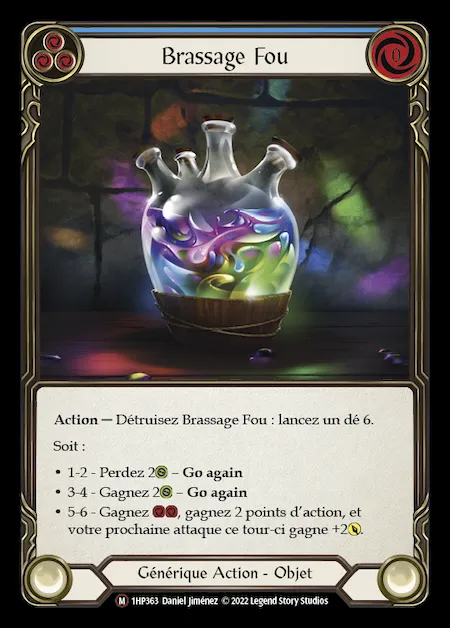 Brassage Fou
0
Action — Détruisez Brassage Fou : lancez un dé 6.
Soit :
• 1-2 - Perdez 2 – Go again
• 3-4 - Gagnez 2 – Go again
• 5-6 - Gagnez , gagnez 2 points d’action, et
votre prochaine attaque ce tour-ci gagne +2.
Générique Action - Objet
M 1HP363 Daniel Jiménez © 2022 Legend Story Studios